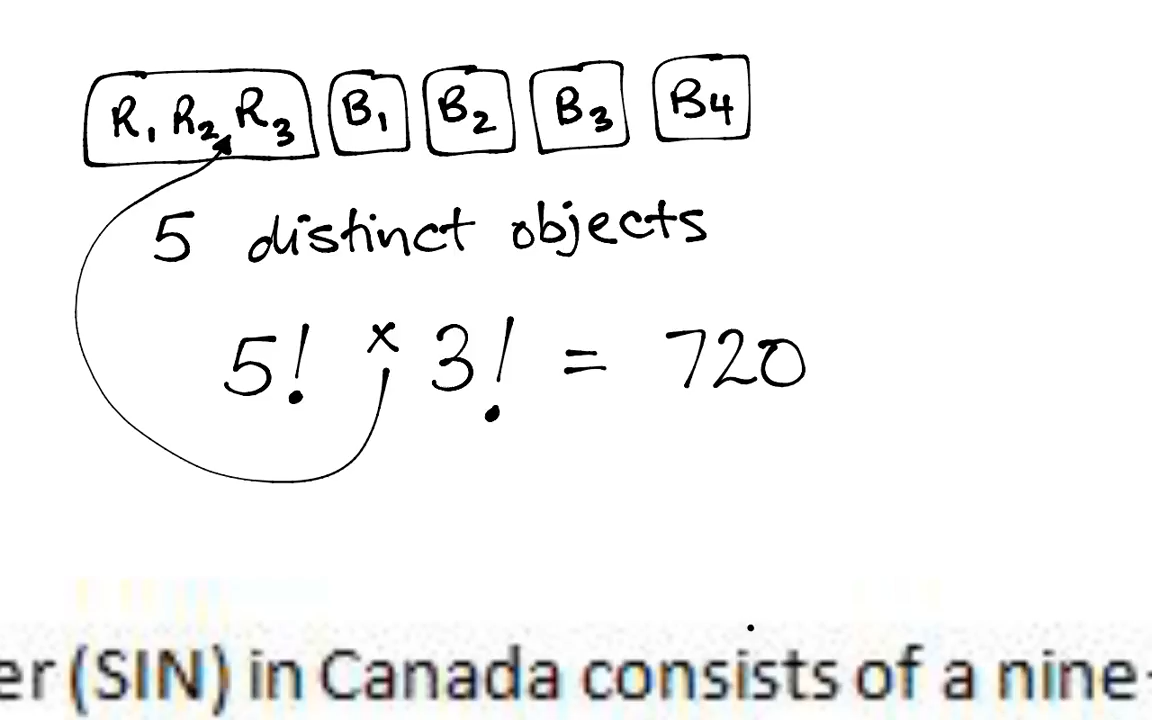 R₁ R₂ R₃ B₁ B₂ B₃ B4
5 distinct objects
5! x 3! = 720
er (SIN) in Canada consists of a nine-